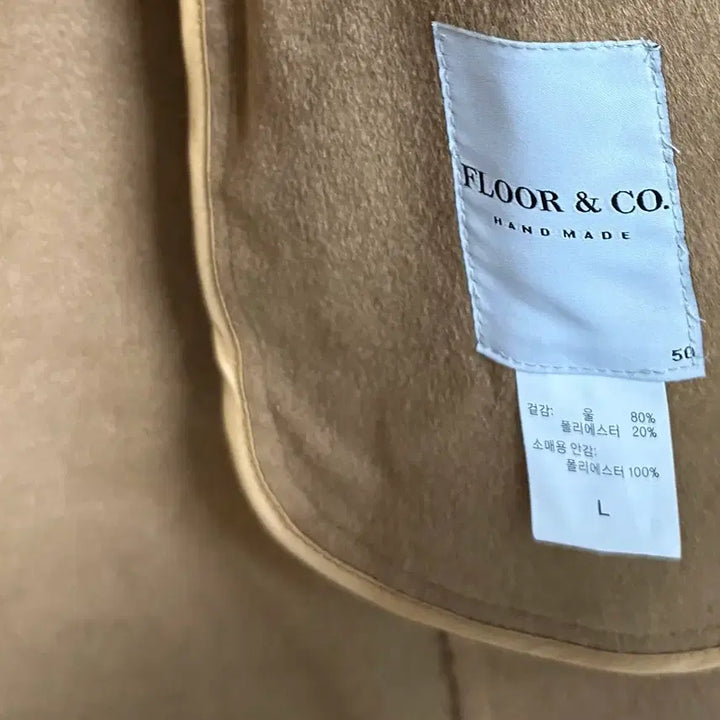 FLOOR & CO.
HAND MADE
50
겉감: 울 80%
폴리에스터 20%
소매용 안감:
폴리에스터 100%
L